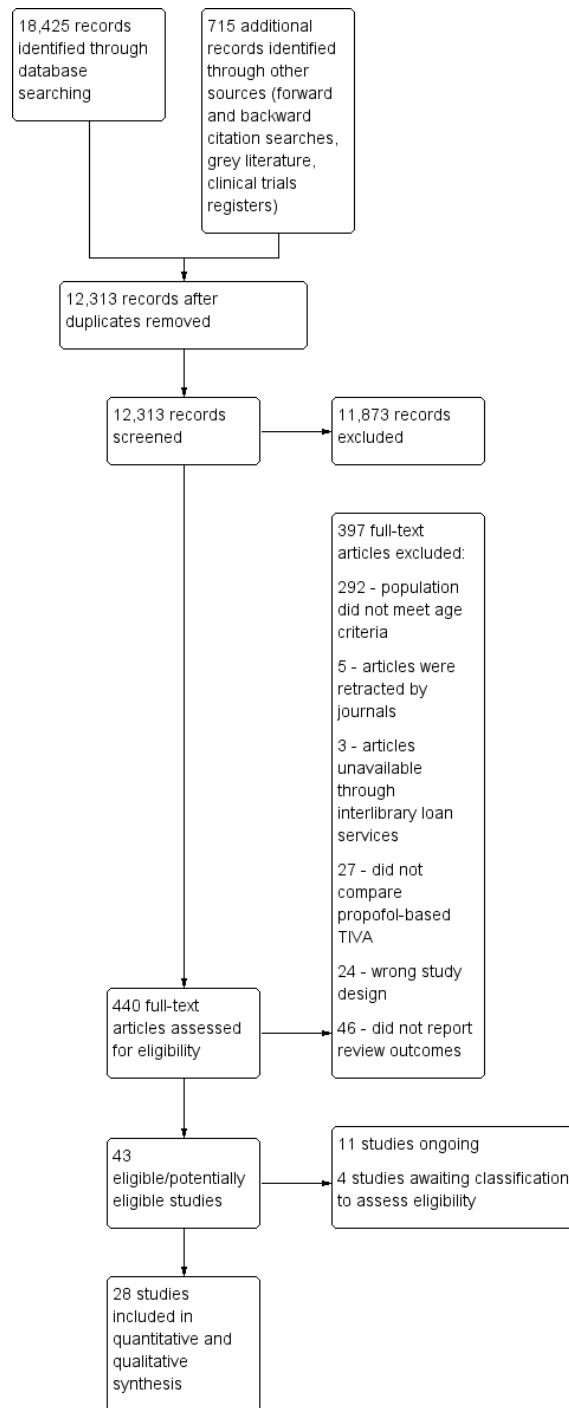 18,425 records
identified through
database
searching
715 additional
records identified
through other
sources (forward
and backward
citation searches,
grey literature,
clinical trials
registers)
12,313 records after
duplicates removed
12,313 records
screened
11,873 records
excluded
397 full-text
articles excluded:
292 - population
did not meet age
criteria
5 - articles were
retracted by
journals
3 - articles
unavailable
through
interlibrary loan
services
27 - did not
compare
propofol-based
TIVA
24 - wrong study
design
46 - did not report
review outcomes
440 full-text
articles assessed
for eligibility
43
eligible/potentially
eligible studies
11 studies ongoing
4 studies awaiting classification
to assess eligibility
28 studies
included in
quantitative and
qualitative
synthesis